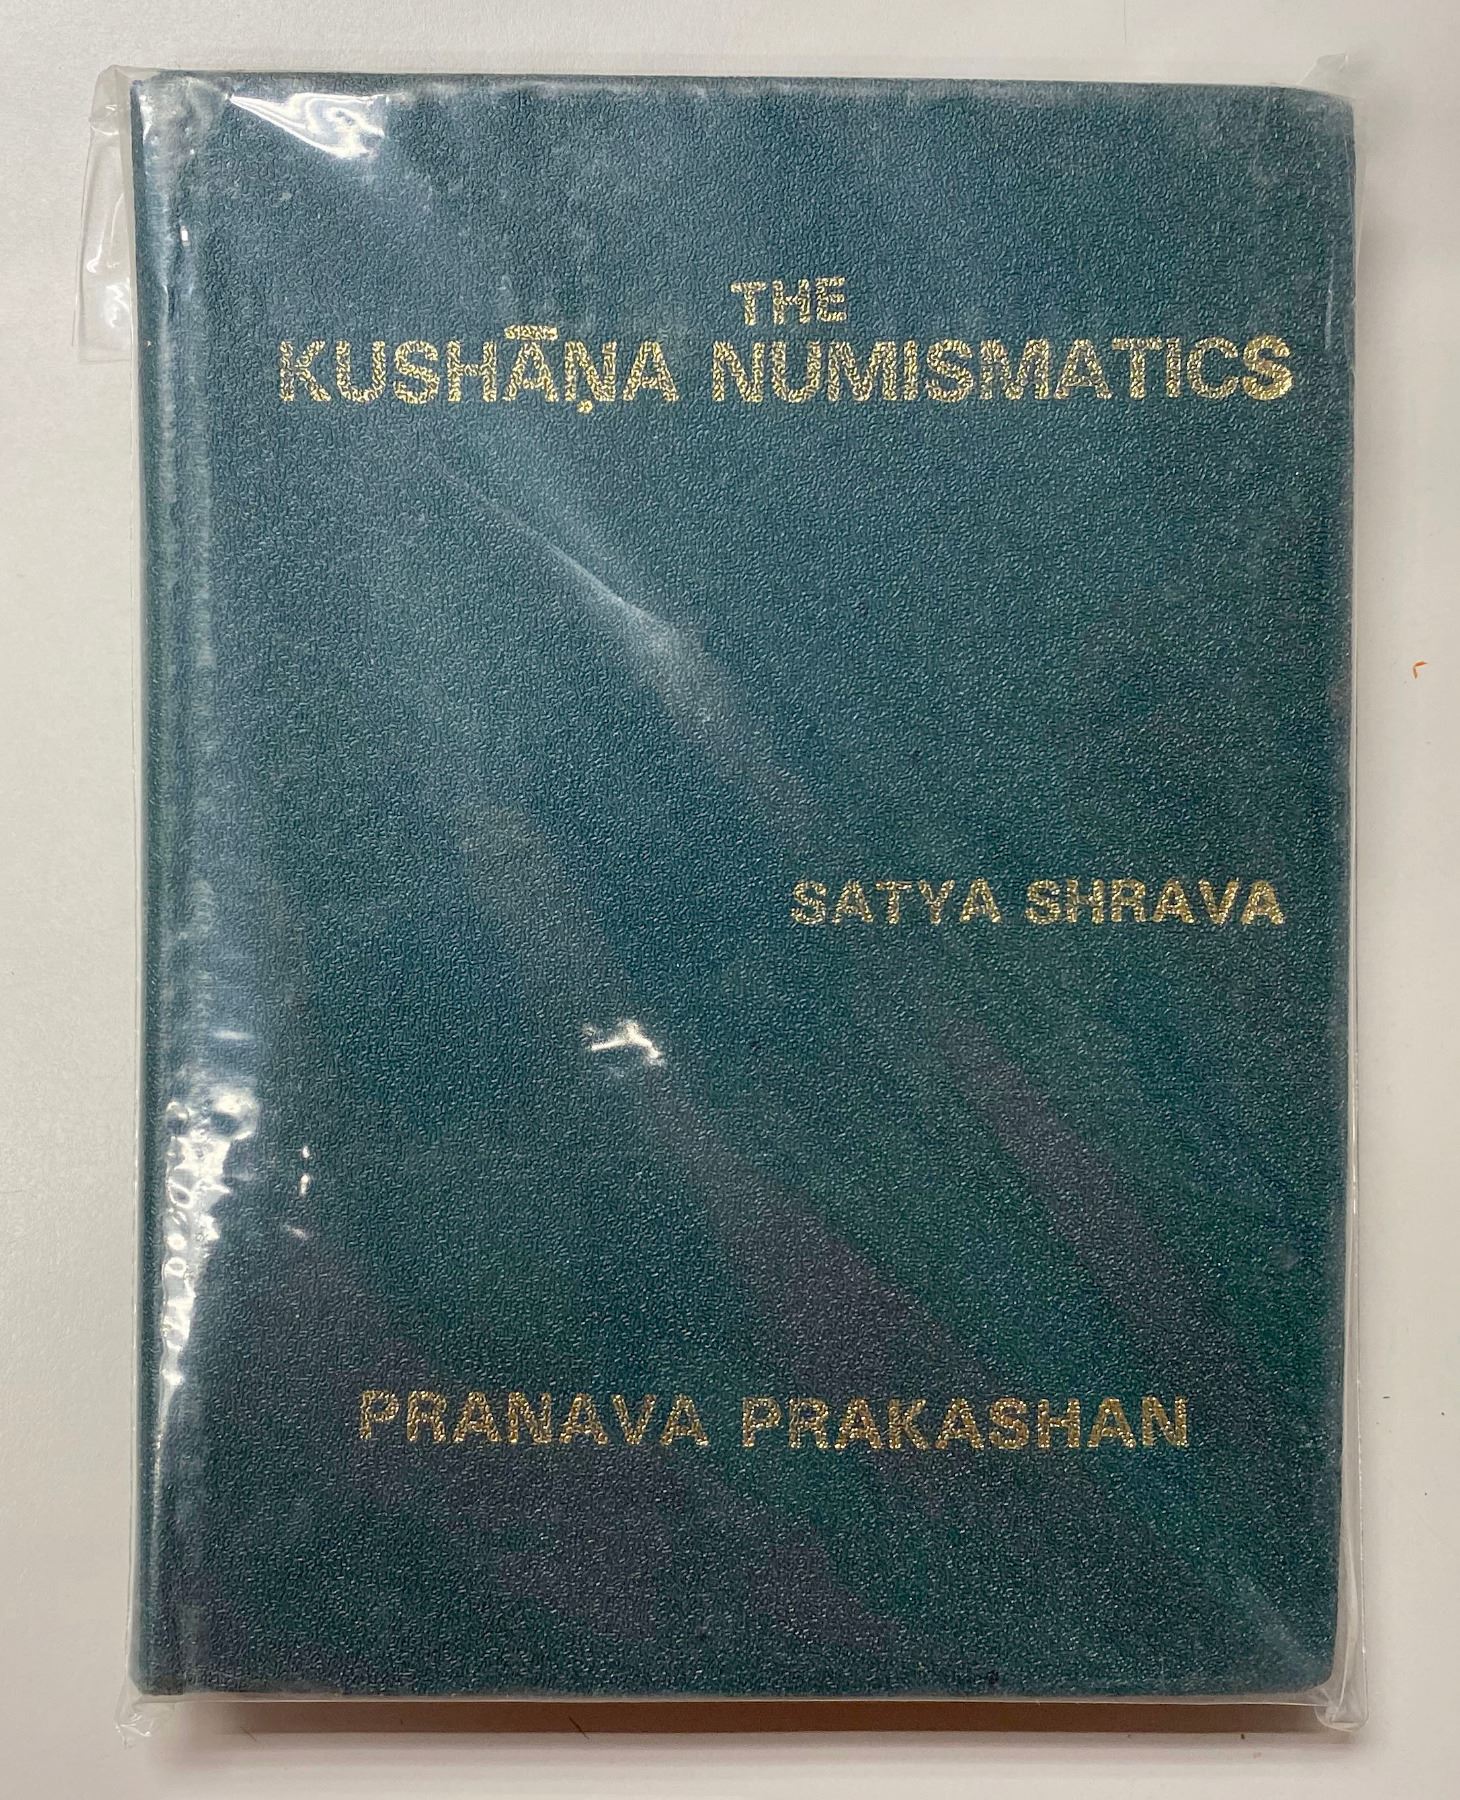 THE
KUSHĀṆA NUMISMATICS
SATYA SHRAVA
PRANAVA PRAKASHAN